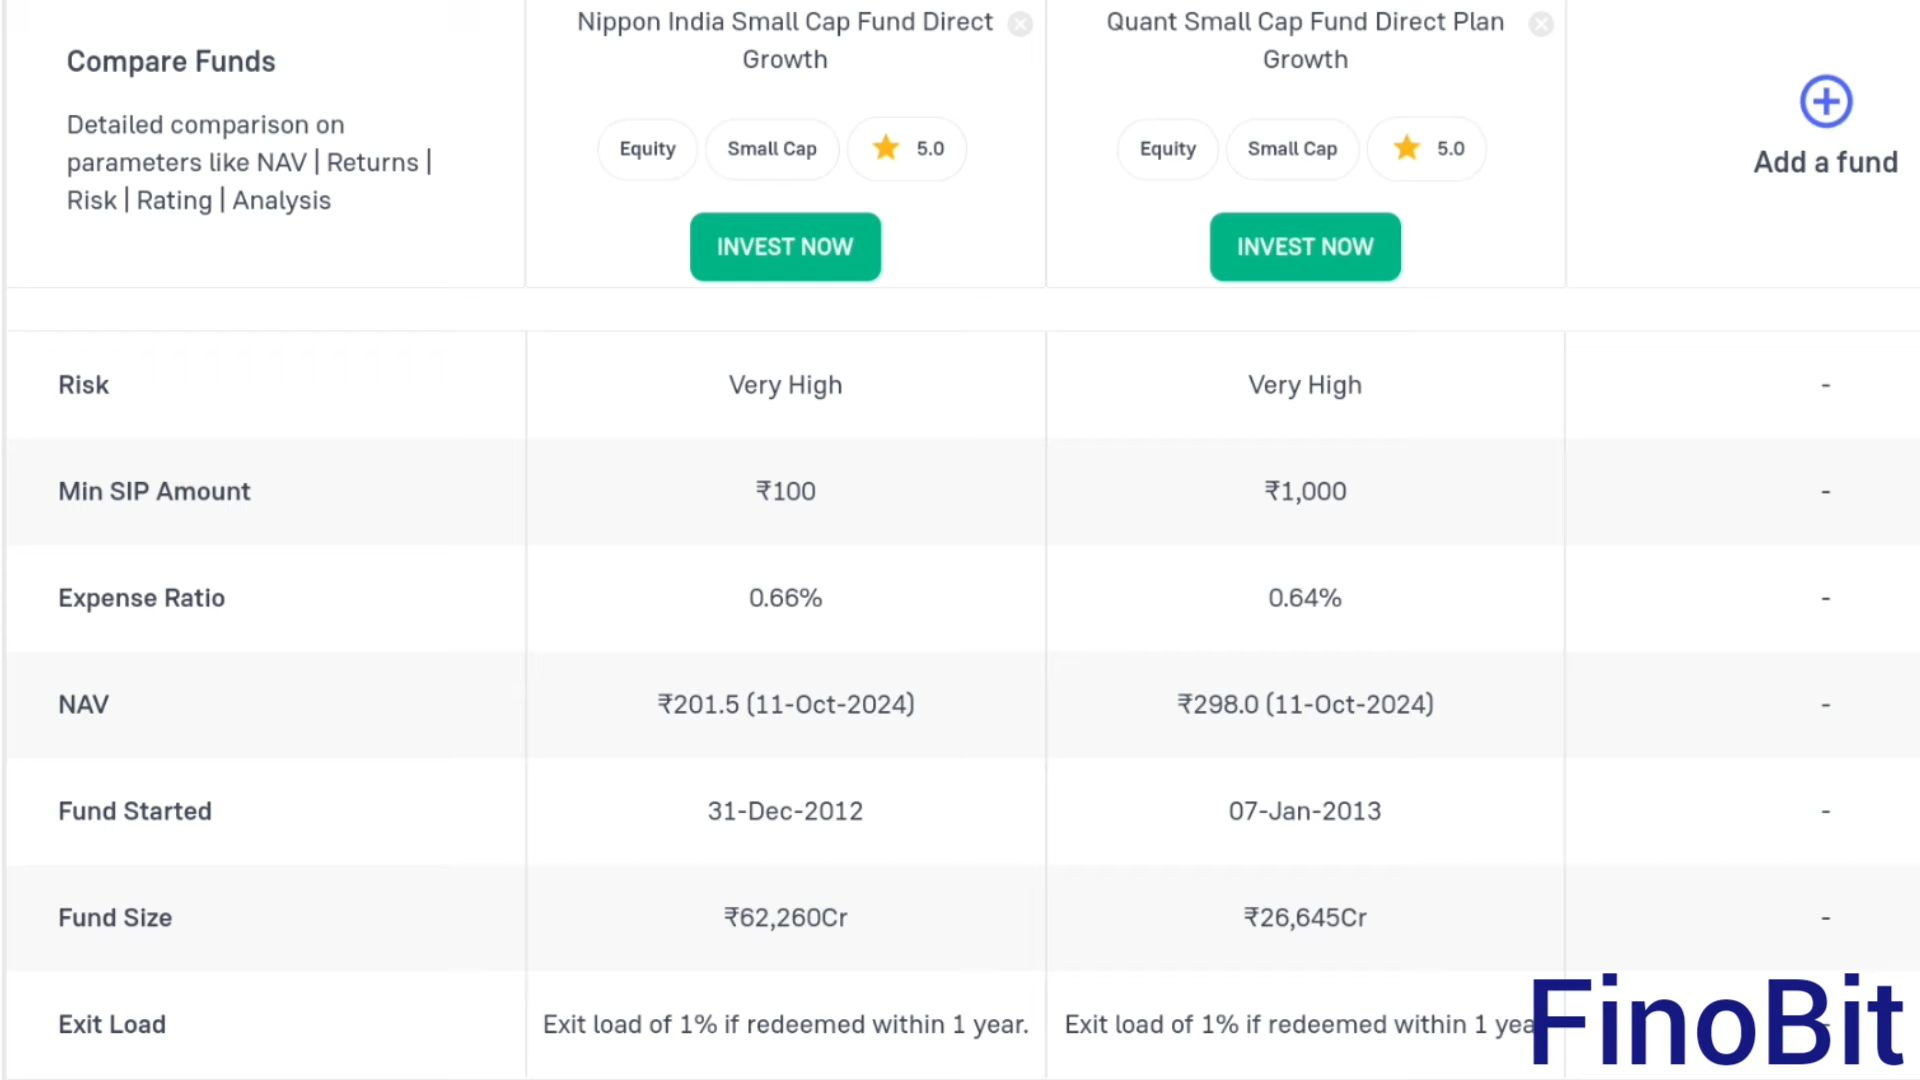 Compare Funds
Detailed comparison on
parameters like NAV | Returns |
Risk | Rating | Analysis
Nippon India Small Cap Fund Direct
Growth
Equity Small Cap 5.0
INVEST NOW
Quant Small Cap Fund Direct Plan
Growth
Equity Small Cap 5.0
INVEST NOW
Add a fund
Risk Very High Very High -
Min SIP Amount ₹100 ₹1,000 -
Expense Ratio 0.66% 0.64% -
NAV ₹201.5 (11-Oct-2024) ₹298.0 (11-Oct-2024) -
Fund Started 31-Dec-2012 07-Jan-2013 -
Fund Size ₹62,260Cr ₹26,645Cr -
Exit Load Exit load of 1% if redeemed within 1 year. Exit load of 1% if redeemed within 1 yea
FinoBit